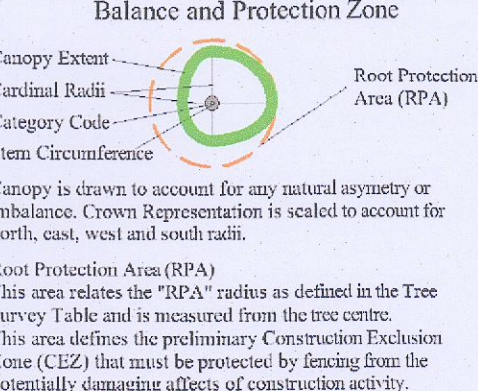 Balance and Protection Zone
anopy Extent
ardinal Radii
ategory Code
tem Circumference
Root Protection
Area (RPA)
anopy is drawn to account for any natural asymetry or
mbalance. Crown Representation is scaled to account for
orth, east, west and south radii.
oot Protection Area (RPA)
his area relates the "RPA" radius as defined in the Tree
urvey Table and is measured from the tree centre.
his area defines the preliminary Construction Exclusion
one (CEZ) that must be protected by fencing from the
otentially damaging affects of construction activity.